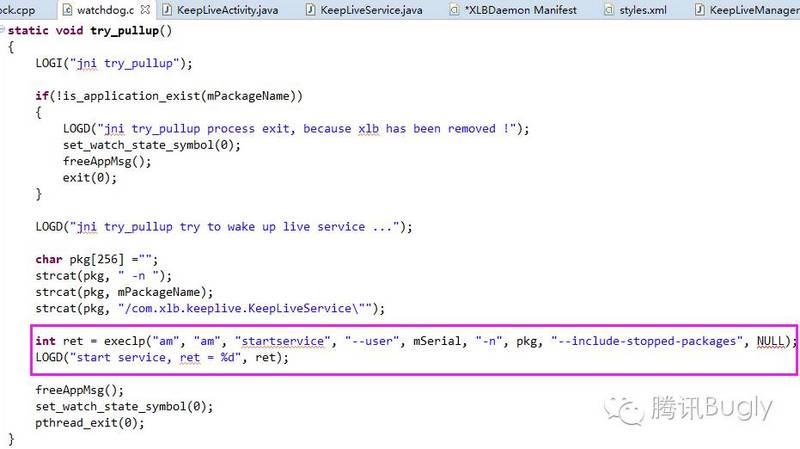 ock.cpp watchdog.c KeepLiveActivity.java KeepLiveService.java *XLBDaemon Manifest styles.xml KeepLiveManager
static void try_pullup()
{
LOGI("jni try_pullup");
if(!is_application_exist(mPackageName))
{
LOGD("jni try_pullup process exit, because xlb has been removed !");
set_watch_state_symbol(0);
freeAppMsg();
exit(0);
}
LOGD("jni try_pullup try to wake up live service ...");
char pkg[256] ="";
strcat(pkg, " -n ");
strcat(pkg, mPackageName);
strcat(pkg, "/com.xlb.keeplive.KeepLiveService\"");
int ret = execlp("am", "am", "startservice", "--user", mSerial, "-n", pkg, "--include-stopped-packages", NULL);
LOGD("start service, ret = %d", ret);
freeAppMsg();
set_watch_state_symbol(0);
pthread_exit(0);
}
腾讯Bugly